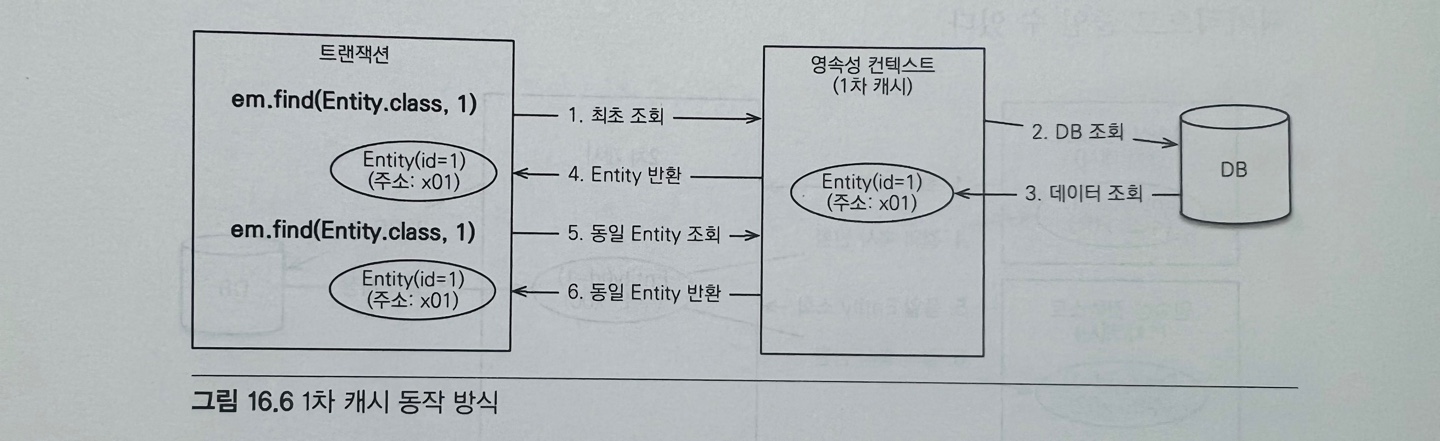 트랜잭션
em.find(Entity.class, 1)
Entity(id=1)
(주소: x01)
em.find(Entity.class, 1)
Entity(id=1)
(주소: x01)
1. 최초 조회
4. Entity 반환
5. 동일 Entity 조회
6. 동일 Entity 반환
영속성 컨텍스트
(1차 캐시)
Entity(id=1)
(주소: x01)
2. DB 조회
3. 데이터 조회
DB
그림 16.6 1차 캐시 동작 방식